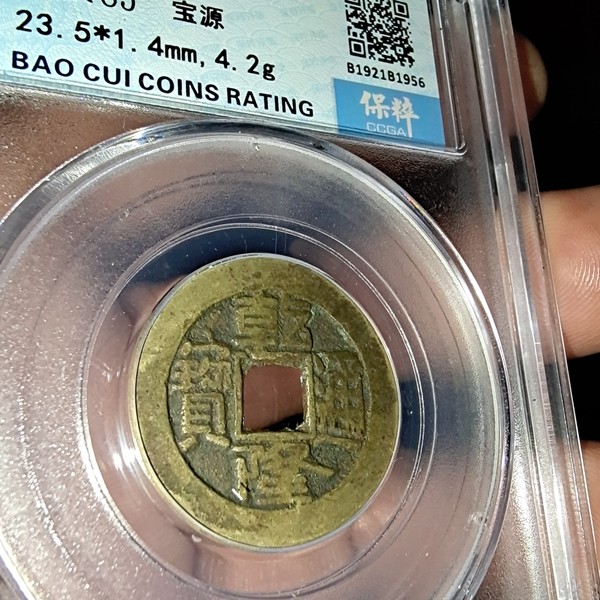 宝源
23.5*1.4mm, 4.2g
BAO CUI COINS RATING
B1921B1956
保粹
CCGA
乾隆通寶